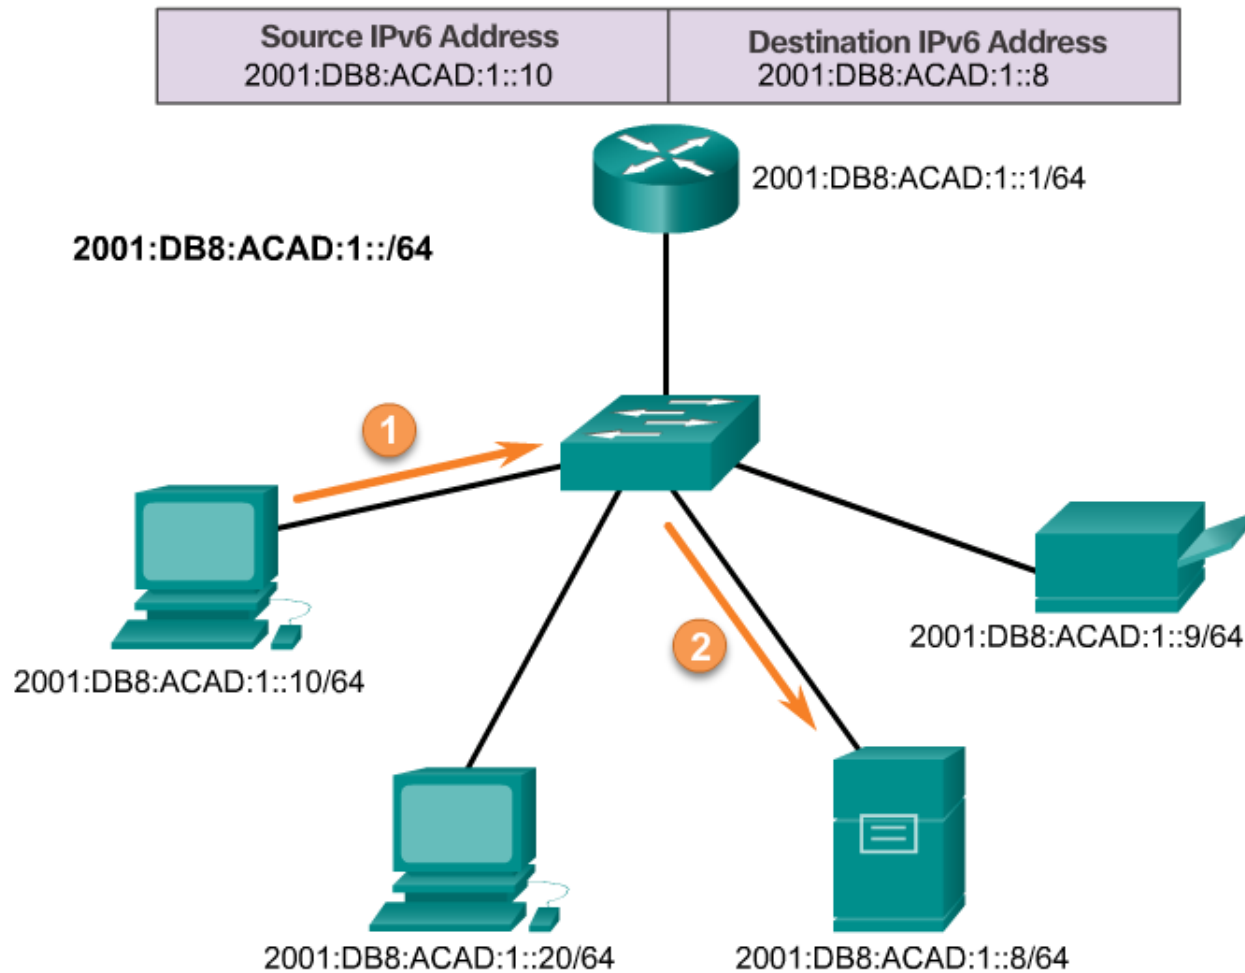 Source IPv6 Address
2001:DB8:ACAD:1::10
Destination IPv6 Address
2001:DB8:ACAD:1::8
2001:DB8:ACAD:1::1/64
2001:DB8:ACAD:1::/64
1
2
2001:DB8:ACAD:1::9/64
2001:DB8:ACAD:1::10/64
2001:DB8:ACAD:1::20/64
2001:DB8:ACAD:1::8/64